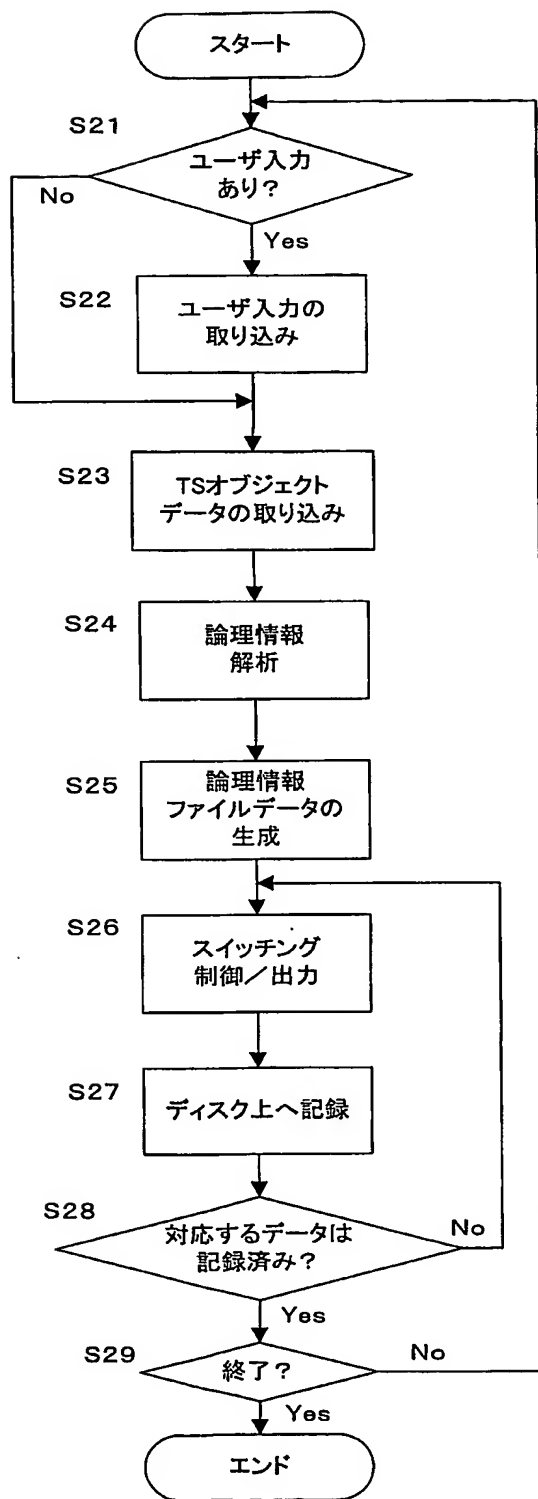 スタート
S21
ユーザ入力
あり?
No
Yes
S22
ユーザ入力の
取り込み
S23
TSオブジェクト
データの取り込み
S24
論理情報
解析
S25
論理情報
ファイルデータの
生成
S26
スイッチング
制御／出力
S27
ディスク上へ記録
S28
対応するデータは
記録済み?
No
Yes
S29
終了?
No
Yes
エンド